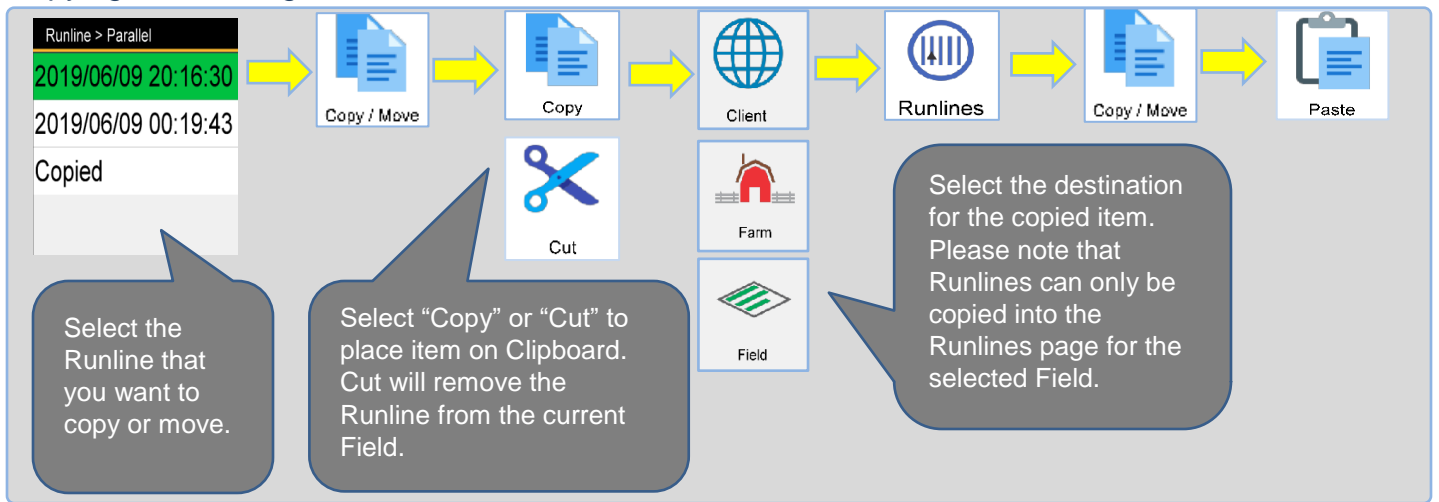 Runline > Parallel
2019/06/09 20:16:30
2019/06/09 00:19:43
Copied
Copy / Move
Copy
Cut
Client
Farm
Field
Runlines
Copy / Move
Paste
Select the
Runline that
you want to
copy or move.
Select “Copy” or “Cut” to
place item on Clipboard.
Cut will remove the
Runline from the current
Field.
Select the destination
for the copied item.
Please note that
Runlines can only be
copied into the
Runlines page for the
selected Field.